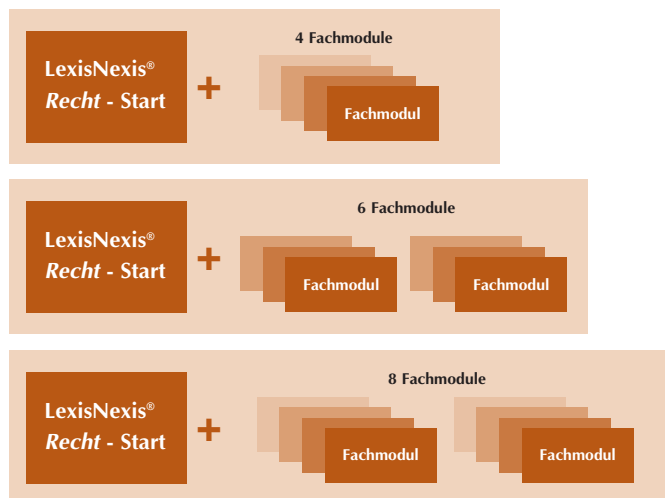 4 Fachmodule
LexisNexis®
Recht - Start
+
Fachmodul
6 Fachmodule
LexisNexis®
Recht - Start
+
Fachmodul
Fachmodul
8 Fachmodule
LexisNexis®
Recht - Start
+
Fachmodul
Fachmodul